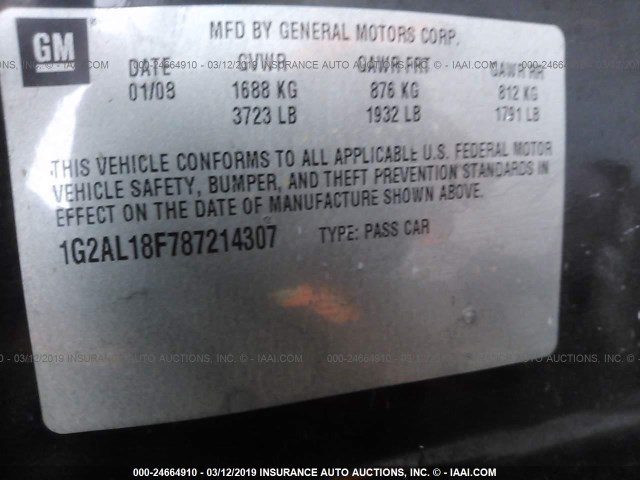 GM
MFD BY GENERAL MOTORS CORP.
DATE GVWR GAWR FRT GAWR RR
01/08 1688 KG 876 KG 812 KG
3723 LB 1932 LB 1791 LB
THIS VEHICLE CONFORMS TO ALL APPLICABLE U.S. FEDERAL MOTOR
VEHICLE SAFETY, BUMPER, AND THEFT PREVENTION STANDARDS IN
EFFECT ON THE DATE OF MANUFACTURE SHOWN ABOVE.
1G2AL18F787214307 TYPE: PASS CAR
000-24664910 - 03/12/2019 INSURANCE AUTO AUCTIONS, INC. - © IAAI.COM